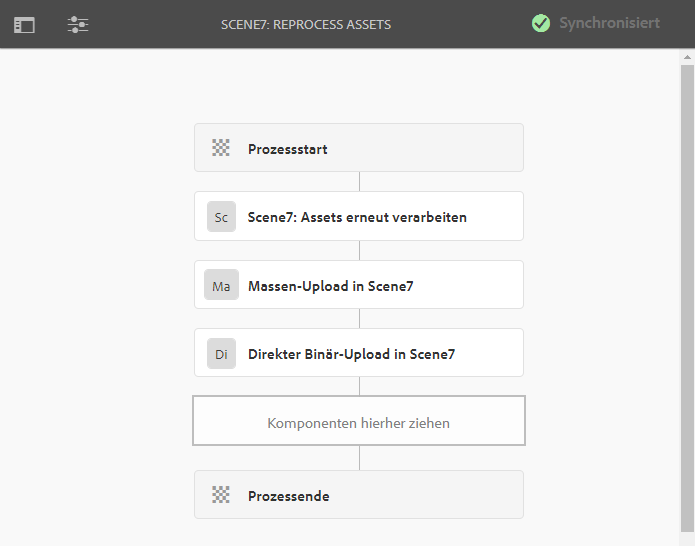 SCENE7: REPROCESS ASSETS
Synchronisiert
Prozessstart
Sc Scene7: Assets erneut verarbeiten
Ma Massen-Upload in Scene7
Di Direkter Binär-Upload in Scene7
Komponenten hierher ziehen
Prozessende